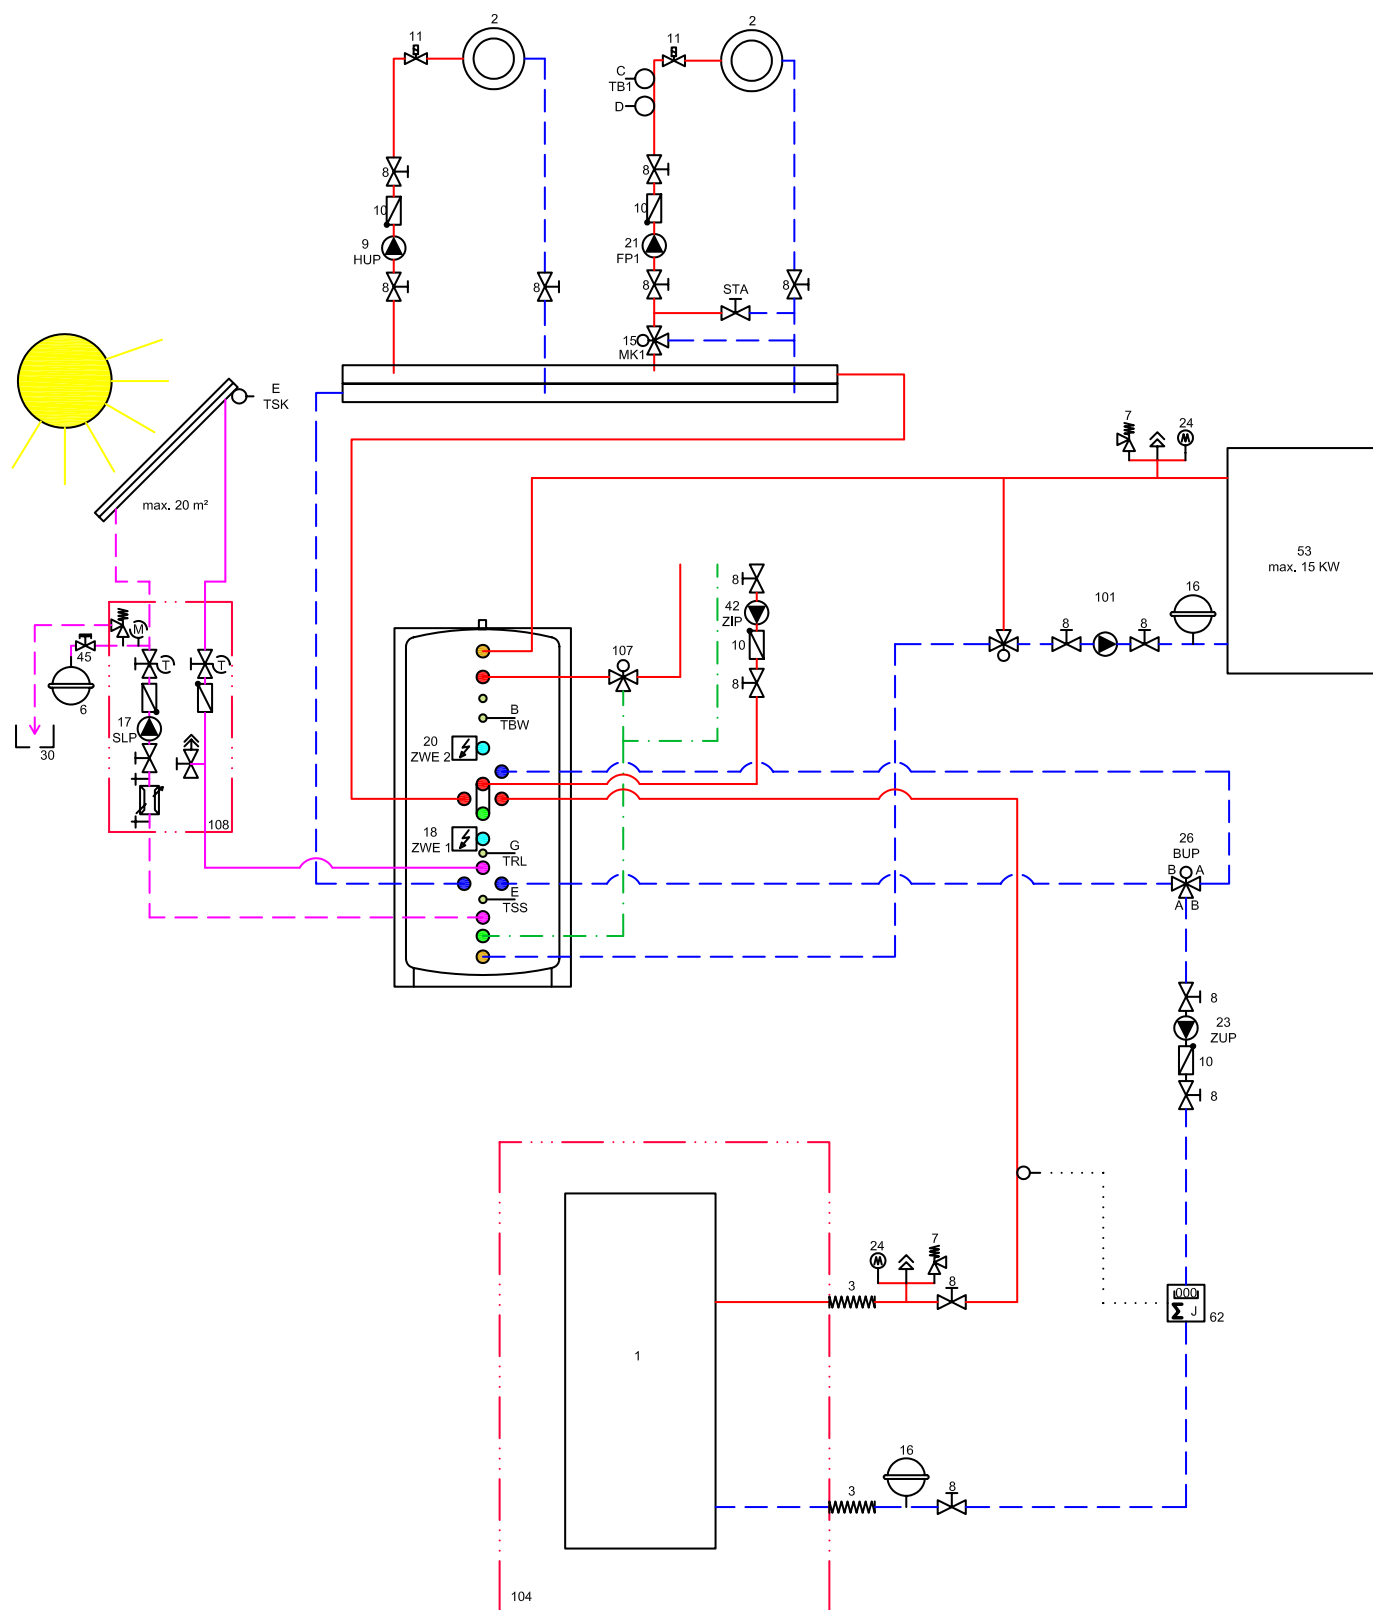 2
2
11
11
C
TB1
D
8
8
10
10
9
HUP
21
FP1
8
8
8
8
STA
15
MK1
E
TSK
7
24
max. 20 m²
53
max. 15 KW
16
101
8
8
8
42
ZIP
10
8
107
M
45
T
T
6
17
SLP
30
108
B
TBW
20
ZWE 2
18
ZWE 1
G
TRL
E
TSS
26
BUP
B
A
A
B
8
23
ZUP
10
8
24
7
3
8
000
Σ J
62
1
16
3
8
104